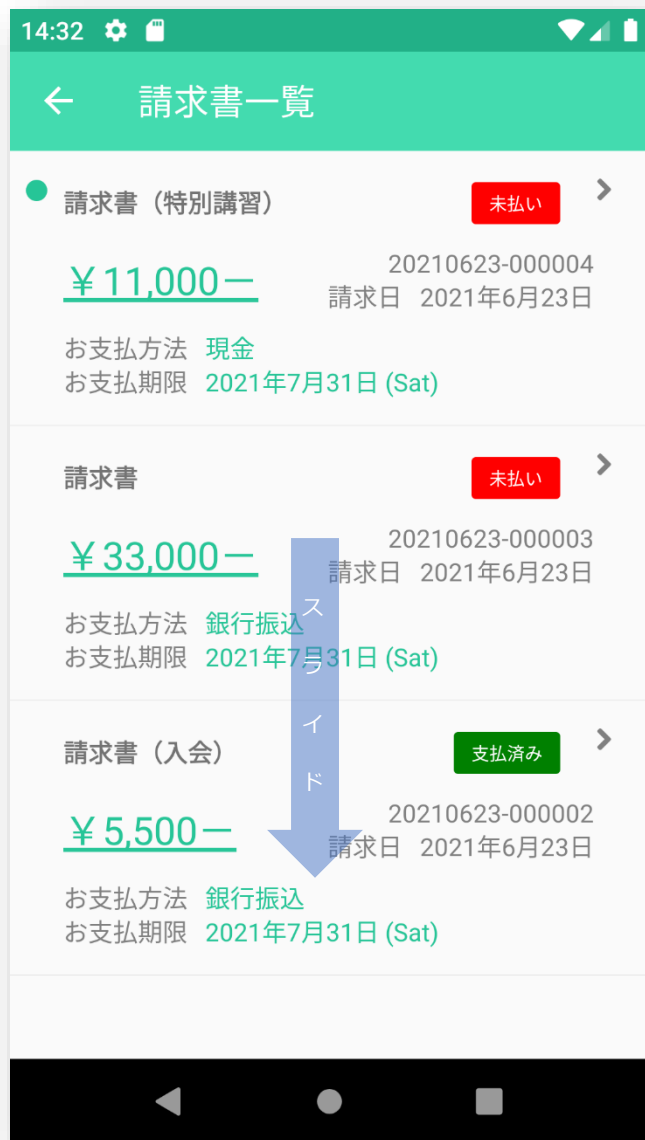 14:32
請求書一覧
請求書（特別講習）
未払い
￥11,000ー
20210623-000004
請求日 2021年6月23日
お支払方法 現金
お支払期限 2021年7月31日 (Sat)
請求書
未払い
￥33,000ー
20210623-000003
請求日 2021年6月23日
お支払方法 銀行振込
お支払期限 2021年7月31日 (Sat)
スライド
請求書（入会）
支払済み
￥5,500ー
20210623-000002
請求日 2021年6月23日
お支払方法 銀行振込
お支払期限 2021年7月31日 (Sat)